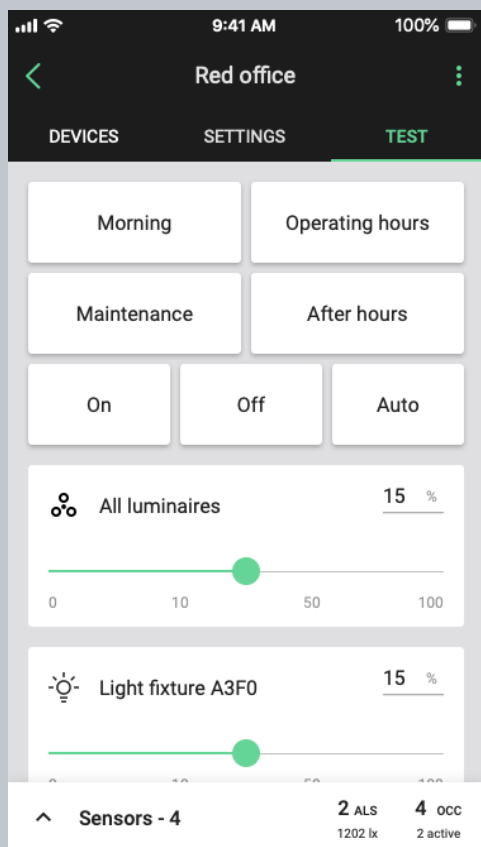 9:41 AM 100%
Red office
DEVICES SETTINGS TEST
Morning Operating hours
Maintenance After hours
On Off Auto
All luminaires 15 %
0 10 50 100
Light fixture A3F0 15 %
Sensors - 4 2 ALS 4 OCC
1202 lx 2 active